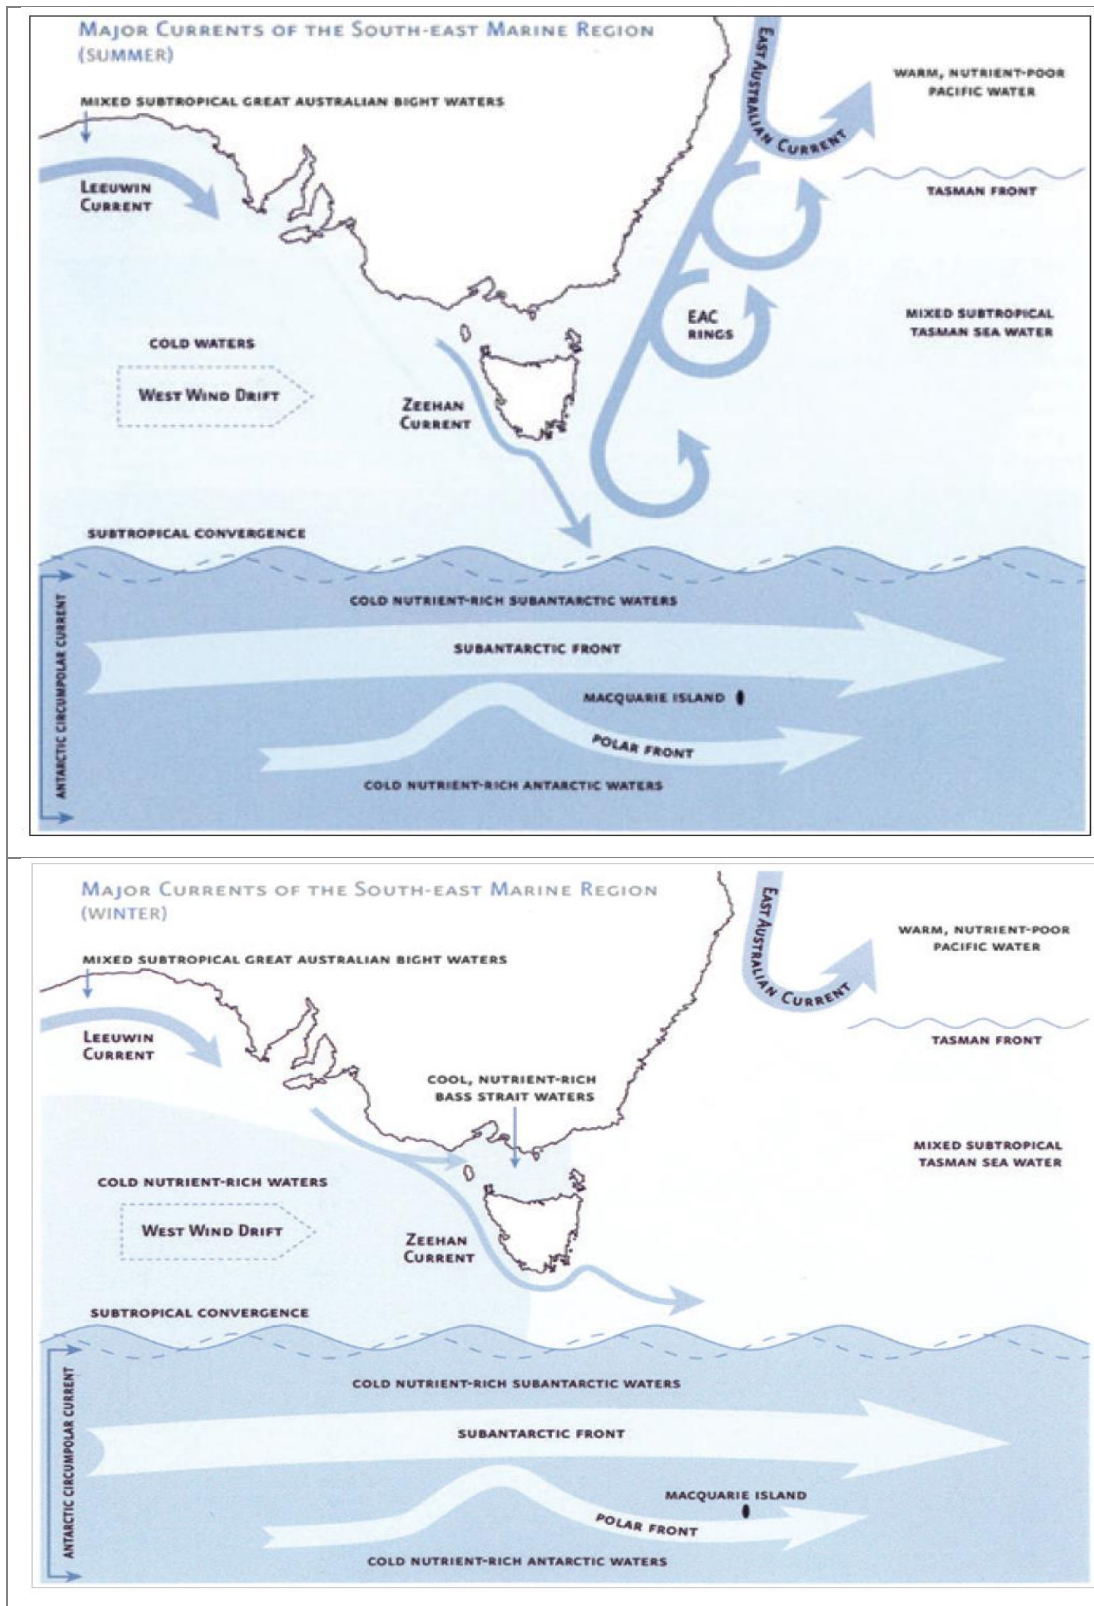 MAJOR CURRENTS OF THE SOUTH-EAST MARINE REGION
(SUMMER)
EAST AUSTRALIAN CURRENT
WARM, NUTRIENT-POOR
PACIFIC WATER
MIXED SUBTROPICAL GREAT AUSTRALIAN BIGHT WATERS
LEEUWIN
CURRENT
TASMAN FRONT
EAC
RINGS
MIXED SUBTROPICAL
TASMAN SEA WATER
COLD WATERS
WEST WIND DRIFT
ZEEHAN
CURRENT
SUBTROPICAL CONVERGENCE
ANTARCTIC CIRCUMPOLAR CURRENT
COLD NUTRIENT-RICH SUBANTARCTIC WATERS
SUBANTARCTIC FRONT
MACQUARIE ISLAND
POLAR FRONT
COLD NUTRIENT-RICH ANTARCTIC WATERS
MAJOR CURRENTS OF THE SOUTH-EAST MARINE REGION
(WINTER)
EAST AUSTRALIAN CURRENT
WARM, NUTRIENT-POOR
PACIFIC WATER
MIXED SUBTROPICAL GREAT AUSTRALIAN BIGHT WATERS
LEEUWIN
CURRENT
TASMAN FRONT
COOL, NUTRIENT-RICH
BASS STRAIT WATERS
MIXED SUBTROPICAL
TASMAN SEA WATER
COLD NUTRIENT-RICH WATERS
WEST WIND DRIFT
ZEEHAN
CURRENT
SUBTROPICAL CONVERGENCE
ANTARCTIC CIRCUMPOLAR CURRENT
COLD NUTRIENT-RICH SUBANTARCTIC WATERS
SUBANTARCTIC FRONT
MACQUARIE ISLAND
POLAR FRONT
COLD NUTRIENT-RICH ANTARCTIC WATERS